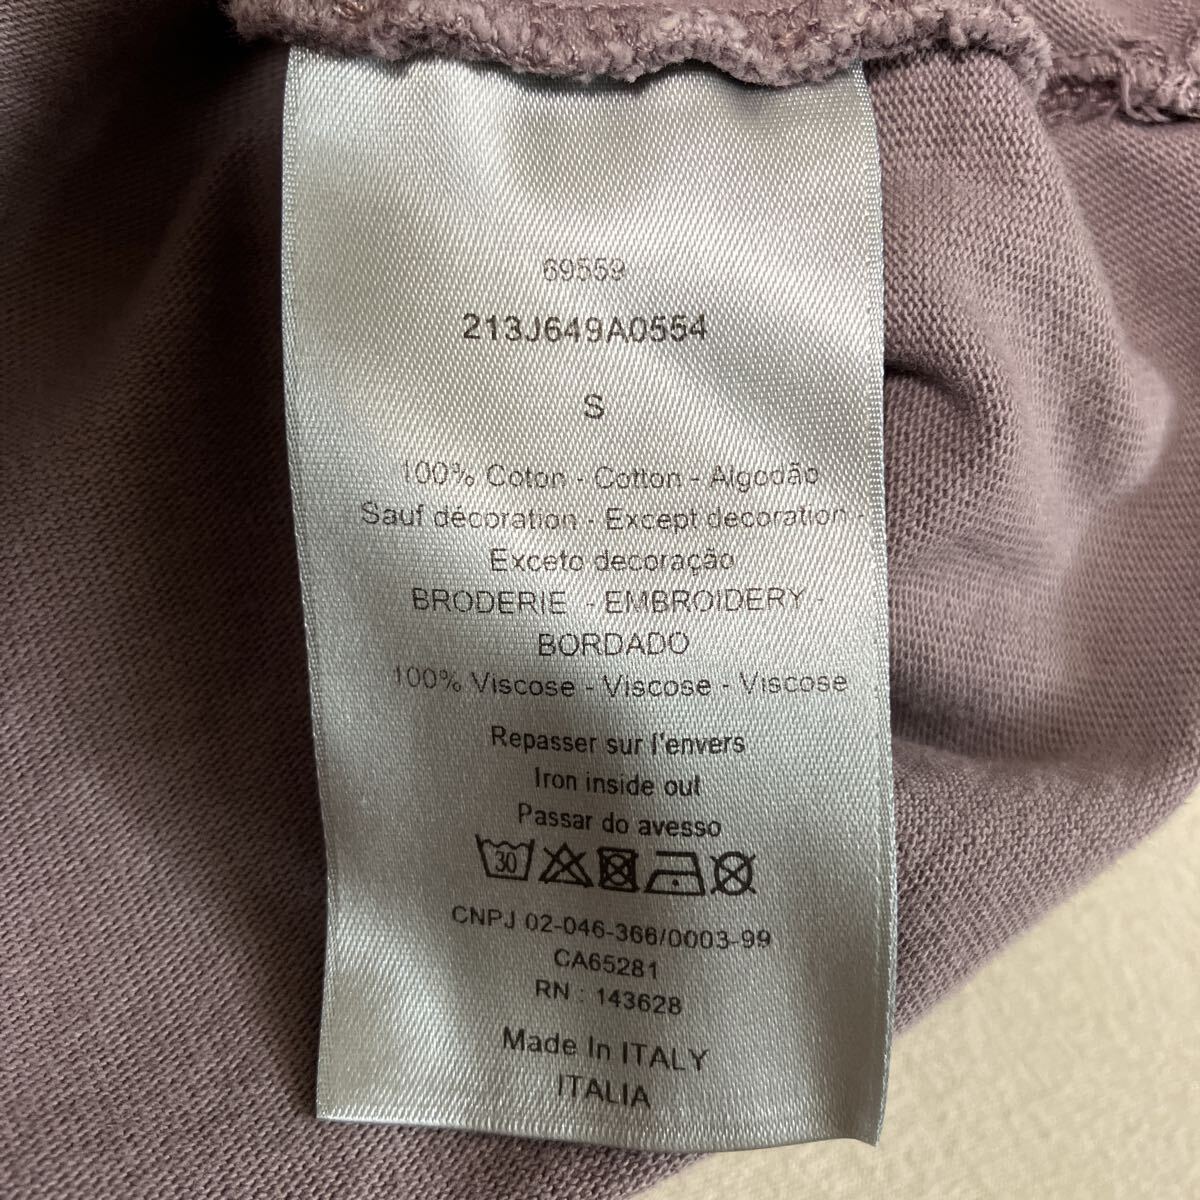 69559
213J649A0554
S
100% Coton - Cotton - Algodão
Sauf décoration - Except decoration -
Exceto decoração
BRODERIE - EMBROIDERY -
BORDADO
100% Viscose - Viscose - Viscose
Repasser sur l'envers
Iron inside out
Passar do avesso
30
CNPJ 02-046-366/0003-99
CA65281
RN : 143628
Made In ITALY
ITALIA